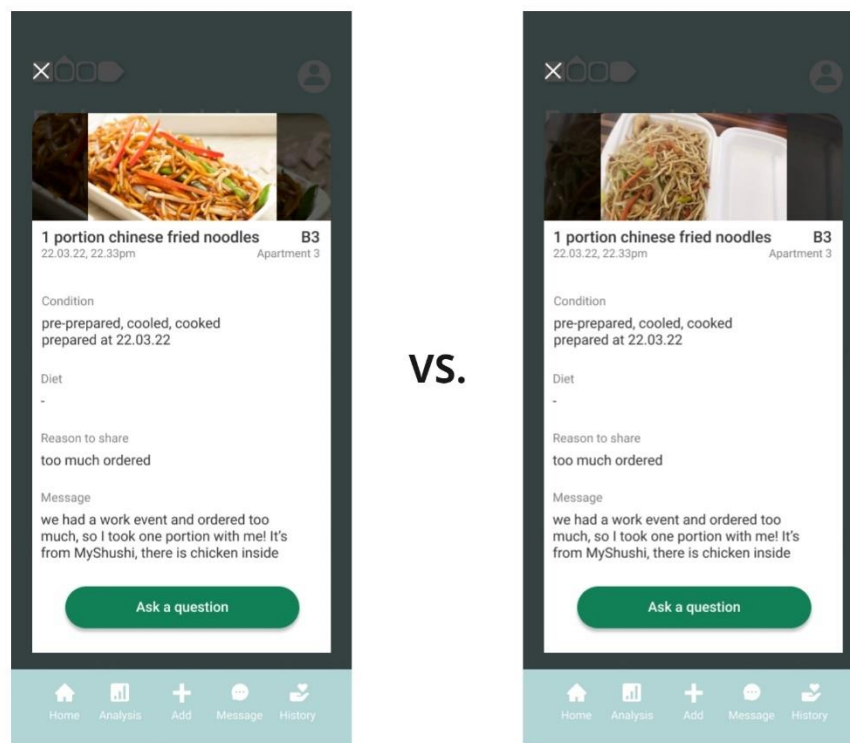 1 portion chinese fried noodles B3
22.03.22, 22.33pm Apartment 3
Condition
pre-prepared, cooled, cooked
prepared at 22.03.22
Diet
-
Reason to share
too much ordered
Message
we had a work event and ordered too
much, so I took one portion with me! It's
from MyShushi, there is chicken inside
Ask a question
Home Analysis Add Message History
vs.
1 portion chinese fried noodles B3
22.03.22, 22.33pm Apartment 3
Condition
pre-prepared, cooled, cooked
prepared at 22.03.22
Diet
-
Reason to share
too much ordered
Message
we had a work event and ordered too
much, so I took one portion with me! It's
from MyShushi, there is chicken inside
Ask a question
Home Analysis Add Message History